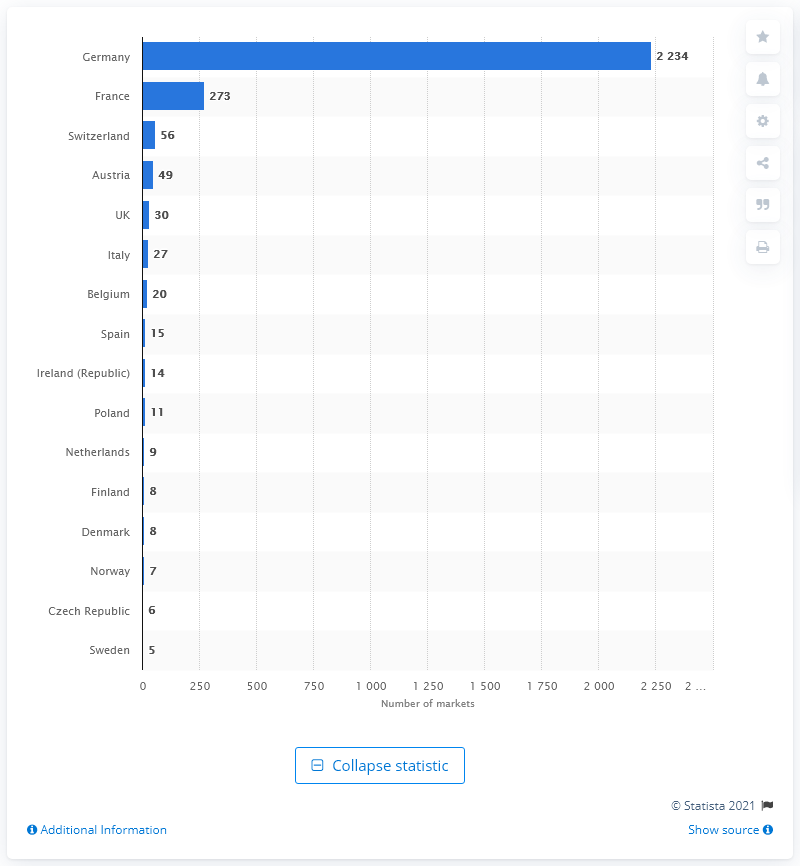 Germany 2 234
France 273
Switzerland 56
Austria 49
UK 30
Italy 27
Belgium 20
Spain 15
Ireland (Republic) 14
Poland 11
Netherlands 9
Finland 8
Denmark 8
Norway 7
Czech Republic 6
Sweden 5
0 250 500 750 1 000 1 250 1 500 1 750 2 000 2 250 2 ...
Number of markets
Collapse statistic
© Statista 2021
Additional Information Show source